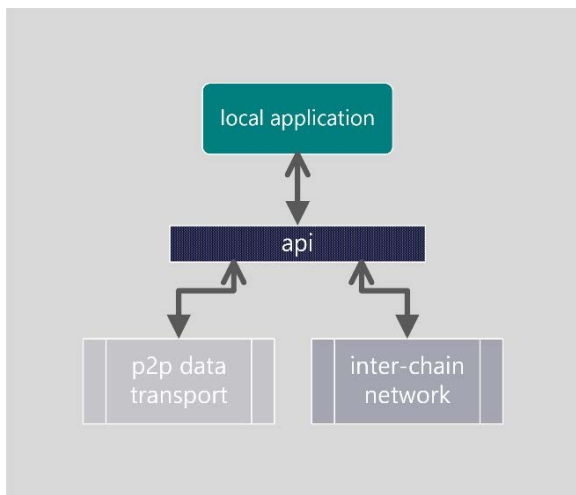 local application
api
p2p data
transport
inter-chain
network